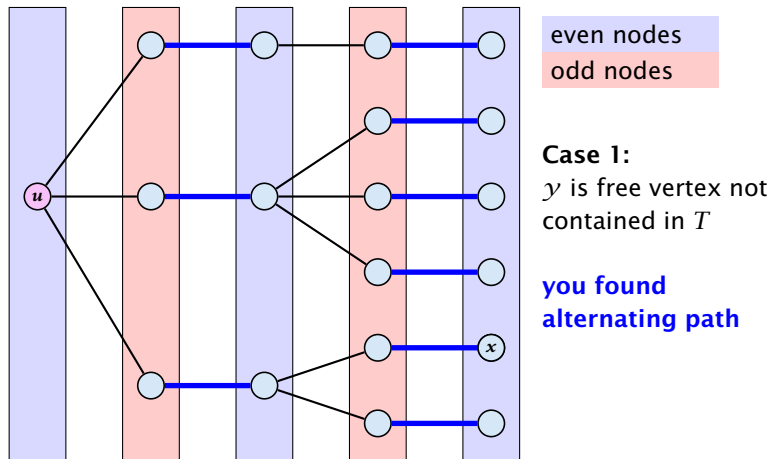 even nodes
odd nodes
Case 1:
y is free vertex not
contained in T
you found
alternating path
u
x